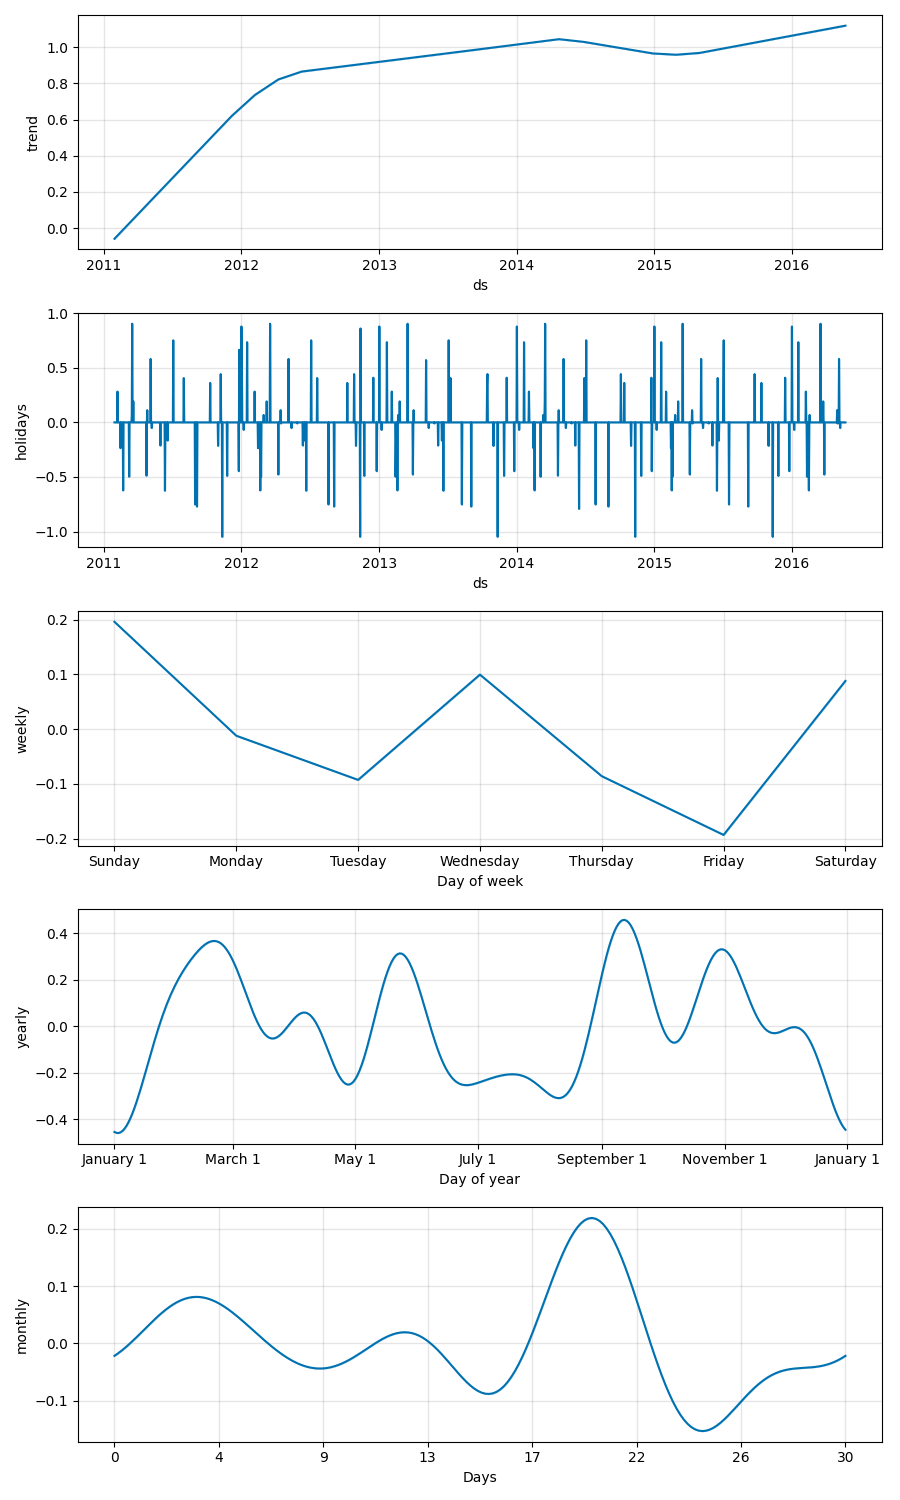 1.0
0.8
0.6
0.4
0.2
0.0
trend
2011 2012 2013 2014 2015 2016
ds
1.0
0.5
0.0
−0.5
−1.0
holidays
2011 2012 2013 2014 2015 2016
ds
0.2
0.1
0.0
−0.1
−0.2
weekly
Sunday Monday Tuesday Wednesday Thursday Friday Saturday
Day of week
0.4
0.2
0.0
−0.2
−0.4
yearly
January 1 March 1 May 1 July 1 September 1 November 1 January 1
Day of year
0.2
0.1
0.0
−0.1
monthly
0 4 9 13 17 22 26 30
Days